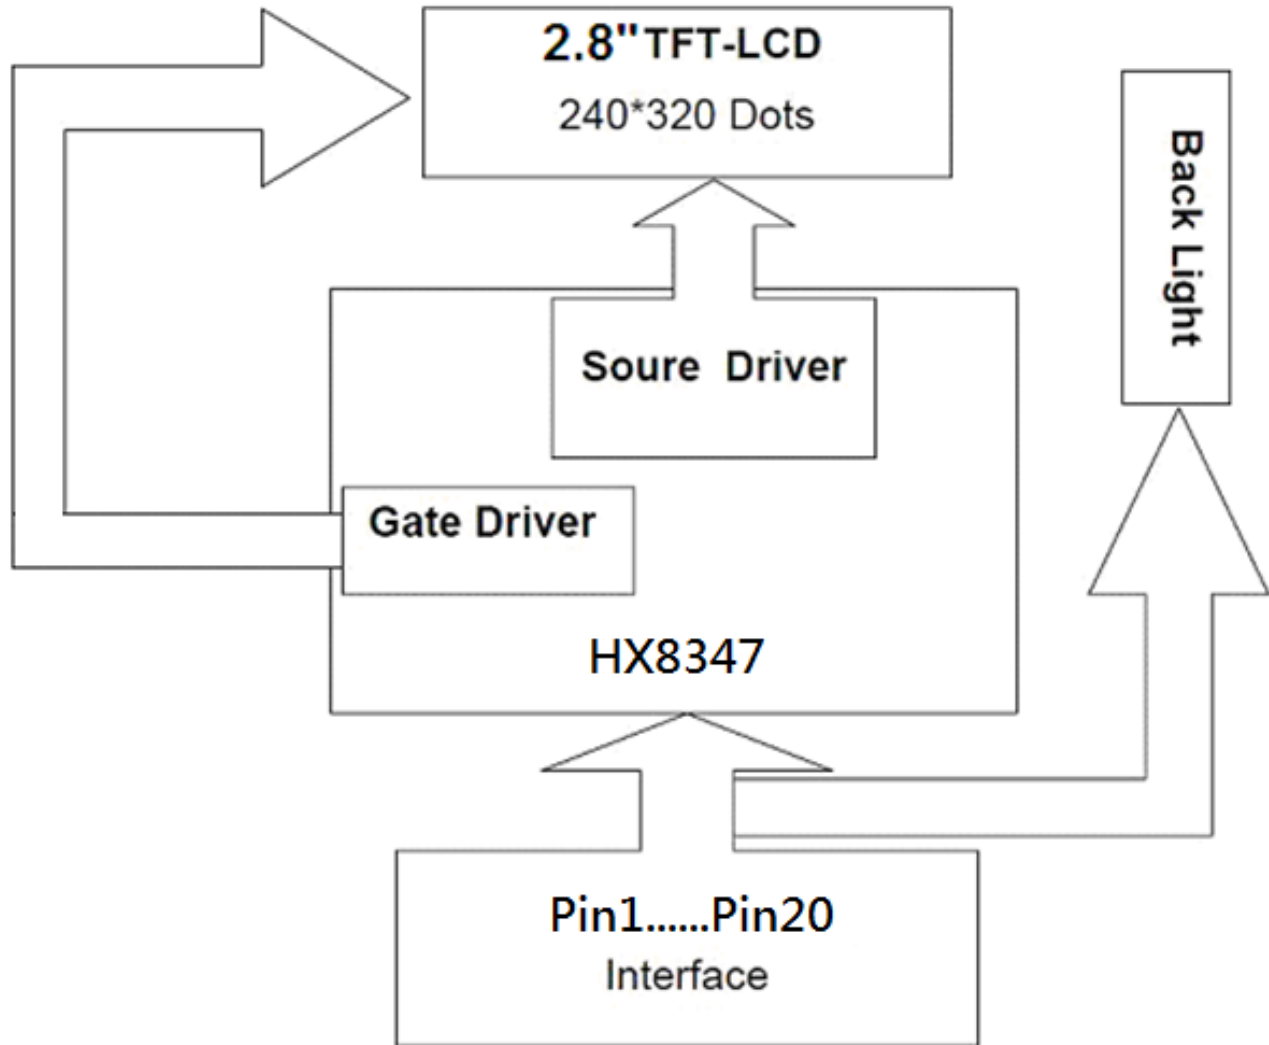 2.8"TFT-LCD
240*320 Dots
Back Light
Soure Driver
Gate Driver
HX8347
Pin1......Pin20
Interface